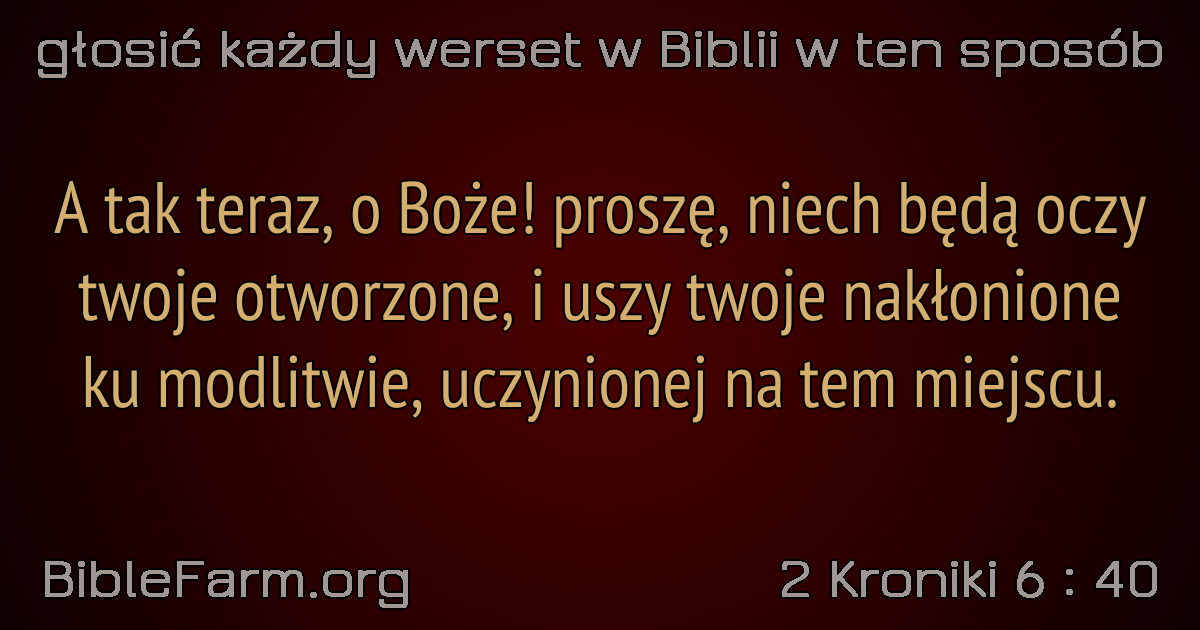 głosić każdy werset w Biblii w ten sposób
A tak teraz, o Boże! proszę, niech będą oczy
twoje otworzone, i uszy twoje nakłonione
ku modlitwie, uczynionej na tem miejscu.
BibleFarm.org
2 Kroniki 6 : 40